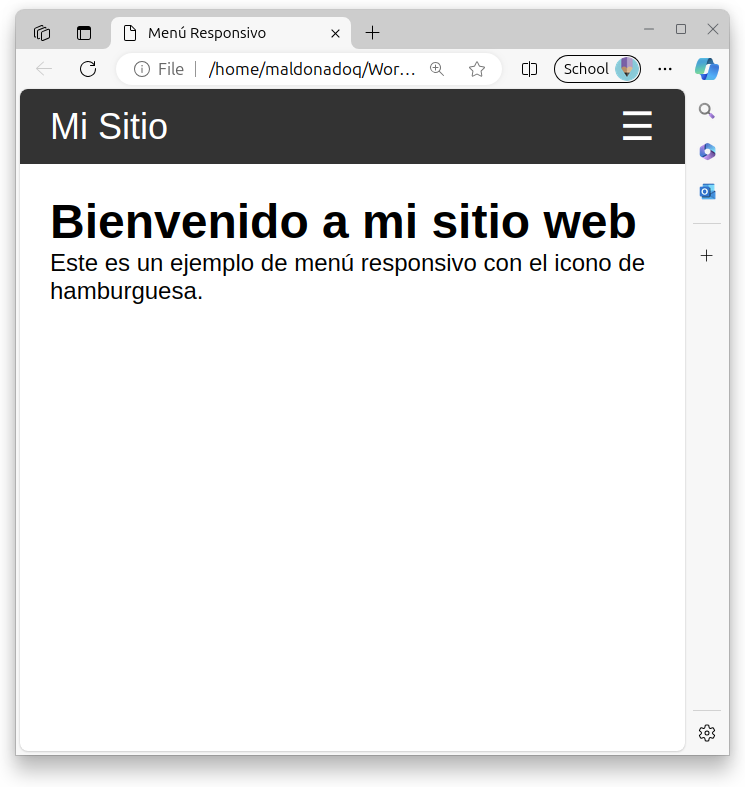 Menú Responsivo
File
/home/maldonadoq/Wor...
School
Mi Sitio
Bienvenido a mi sitio web
Este es un ejemplo de menú responsivo con el icono de
hamburguesa.